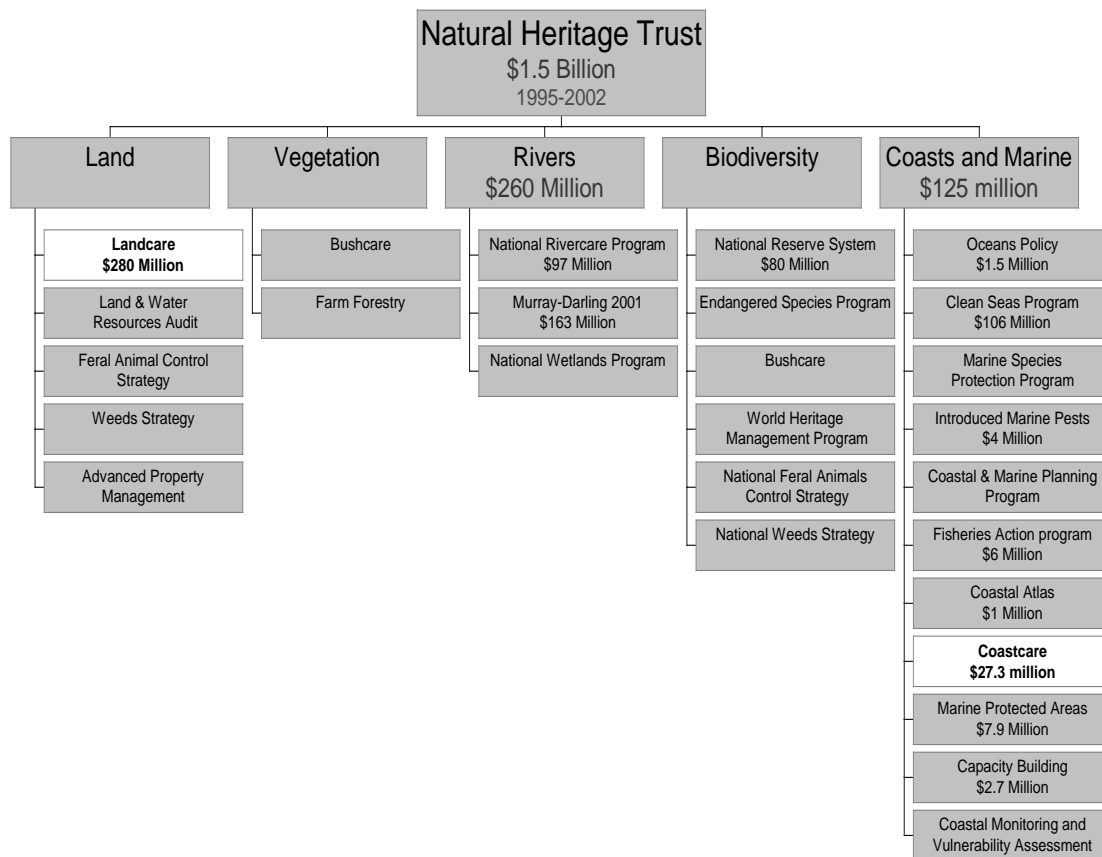 Natural Heritage Trust
$1.5 Billion
1995-2002
Land
Vegetation
Rivers
$260 Million
Biodiversity
Coasts and Marine
$125 million
Landcare
$280 Million
Land & Water
Resources Audit
Feral Animal Control
Strategy
Weeds Strategy
Advanced Property
Management
Bushcare
Farm Forestry
National Rivercare Program
$97 Million
Murray-Darling 2001
$163 Million
National Wetlands Program
National Reserve System
$80 Million
Endangered Species Program
Bushcare
World Heritage
Management Program
National Feral Animals
Control Strategy
National Weeds Strategy
Oceans Policy
$1.5 Million
Clean Seas Program
$106 Million
Marine Species
Protection Program
Introduced Marine Pests
$4 Million
Coastal & Marine Planning
Program
Fisheries Action program
$6 Million
Coastal Atlas
$1 Million
Coastcare
$27.3 million
Marine Protected Areas
$7.9 Million
Capacity Building
$2.7 Million
Coastal Monitoring and
Vulnerability Assessment